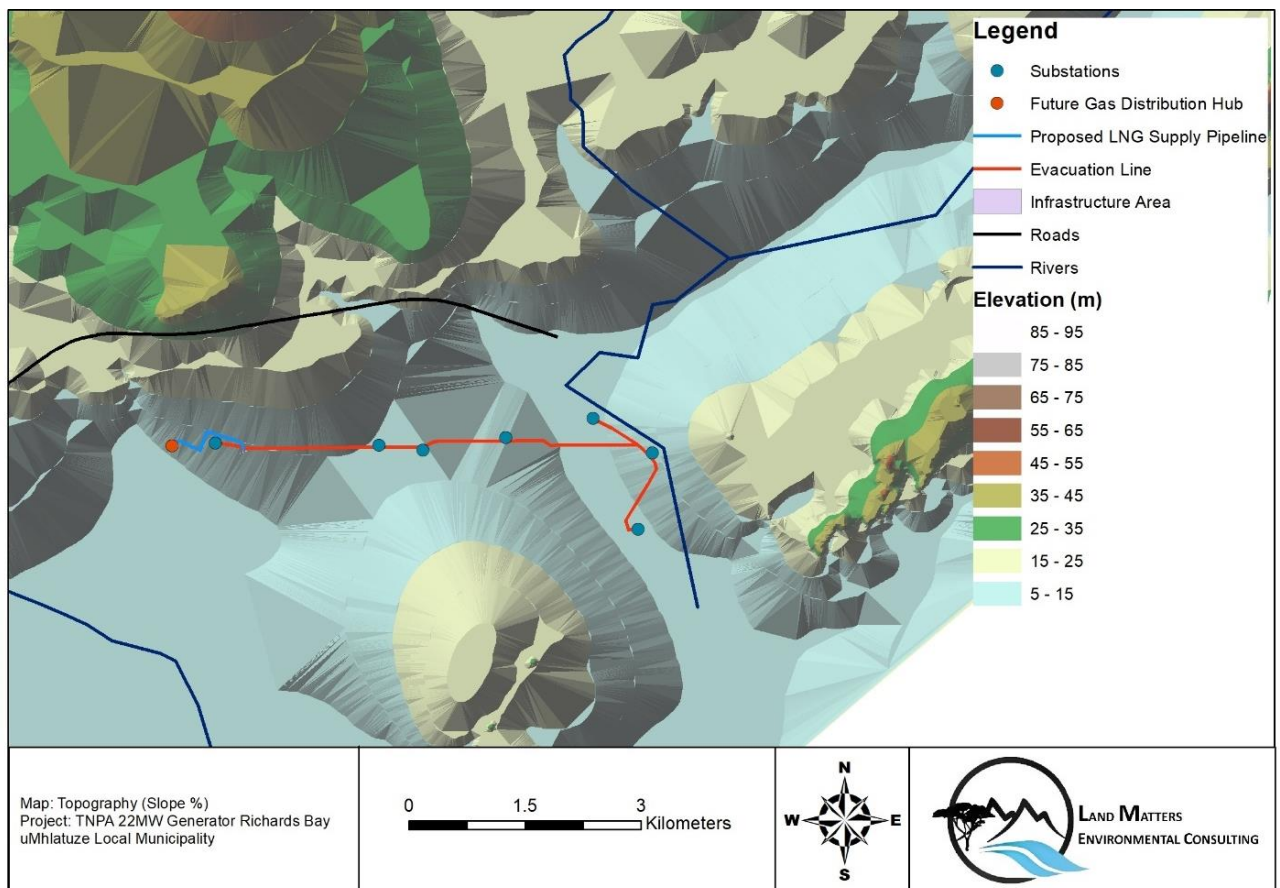 Legend
Substations
Future Gas Distribution Hub
Proposed LNG Supply Pipeline
Evacuation Line
Infrastructure Area
Roads
Rivers
Elevation (m)
85 - 95
75 - 85
65 - 75
55 - 65
45 - 55
35 - 45
25 - 35
15 - 25
5 - 15
Map: Topography (Slope %)
Project: TNPA 22MW Generator Richards Bay
uMhlatuze Local Municipality
0 1.5 3
Kilometers
N
W E
S
LAND MATTERS
ENVIRONMENTAL CONSULTING